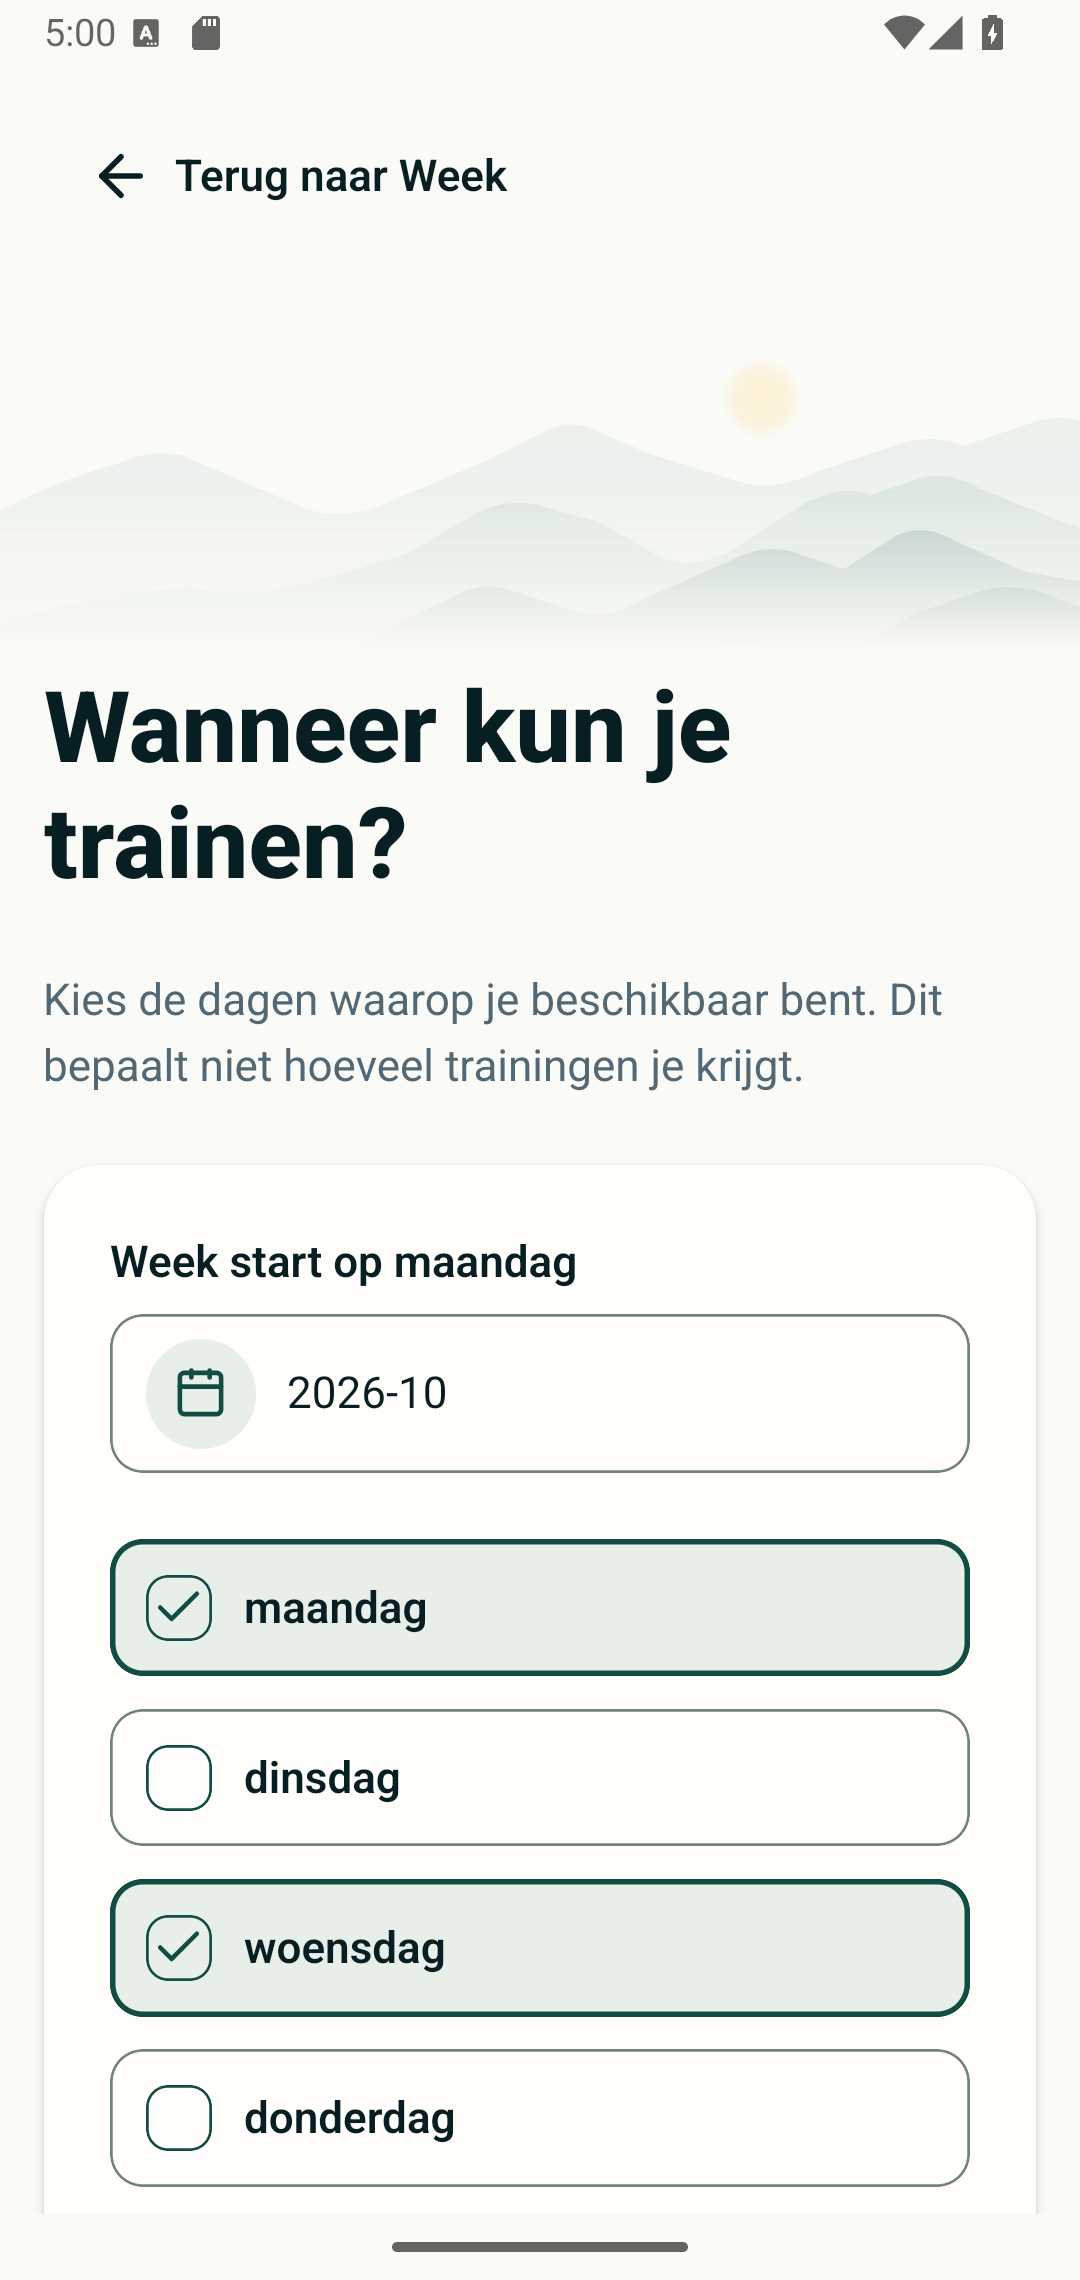 5:00
Terug naar Week
Wanneer kun je
trainen?
Kies de dagen waarop je beschikbaar bent. Dit
bepaalt niet hoeveel trainingen je krijgt.
Week start op maandag
2026-10
maandag
dinsdag
woensdag
donderdag